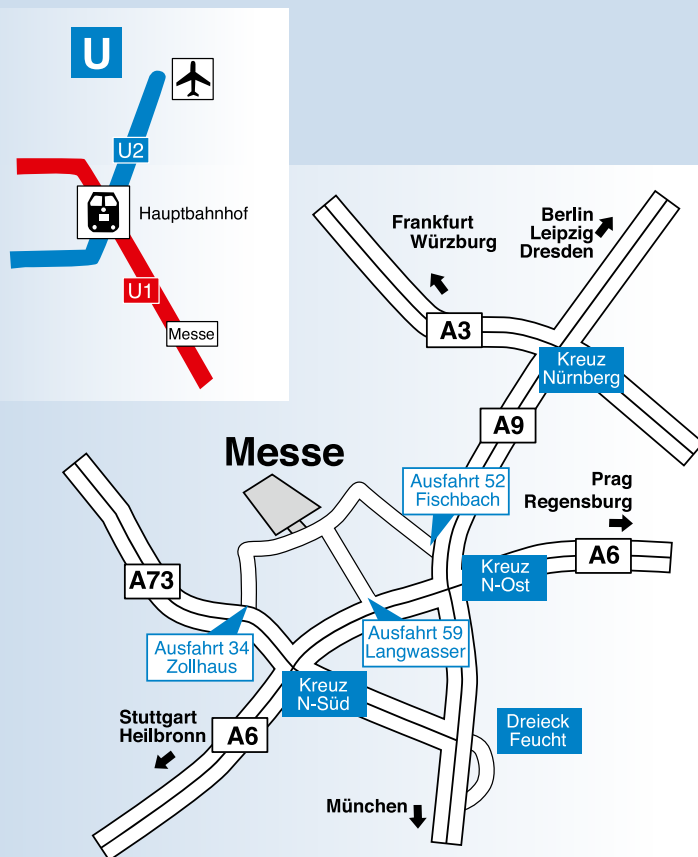 U
U2
Hauptbahnhof
U1
Messe
Frankfurt
Würzburg
Berlin
Leipzig
Dresden
A3
Kreuz
Nürnberg
A9
Messe
Ausfahrt 52
Fischbach
Prag
Regensburg
A6
Kreuz
N-Ost
A73
Ausfahrt 34
Zollhaus
Ausfahrt 59
Langwasser
Kreuz
N-Süd
Stuttgart
Heilbronn
A6
Dreieck
Feucht
München